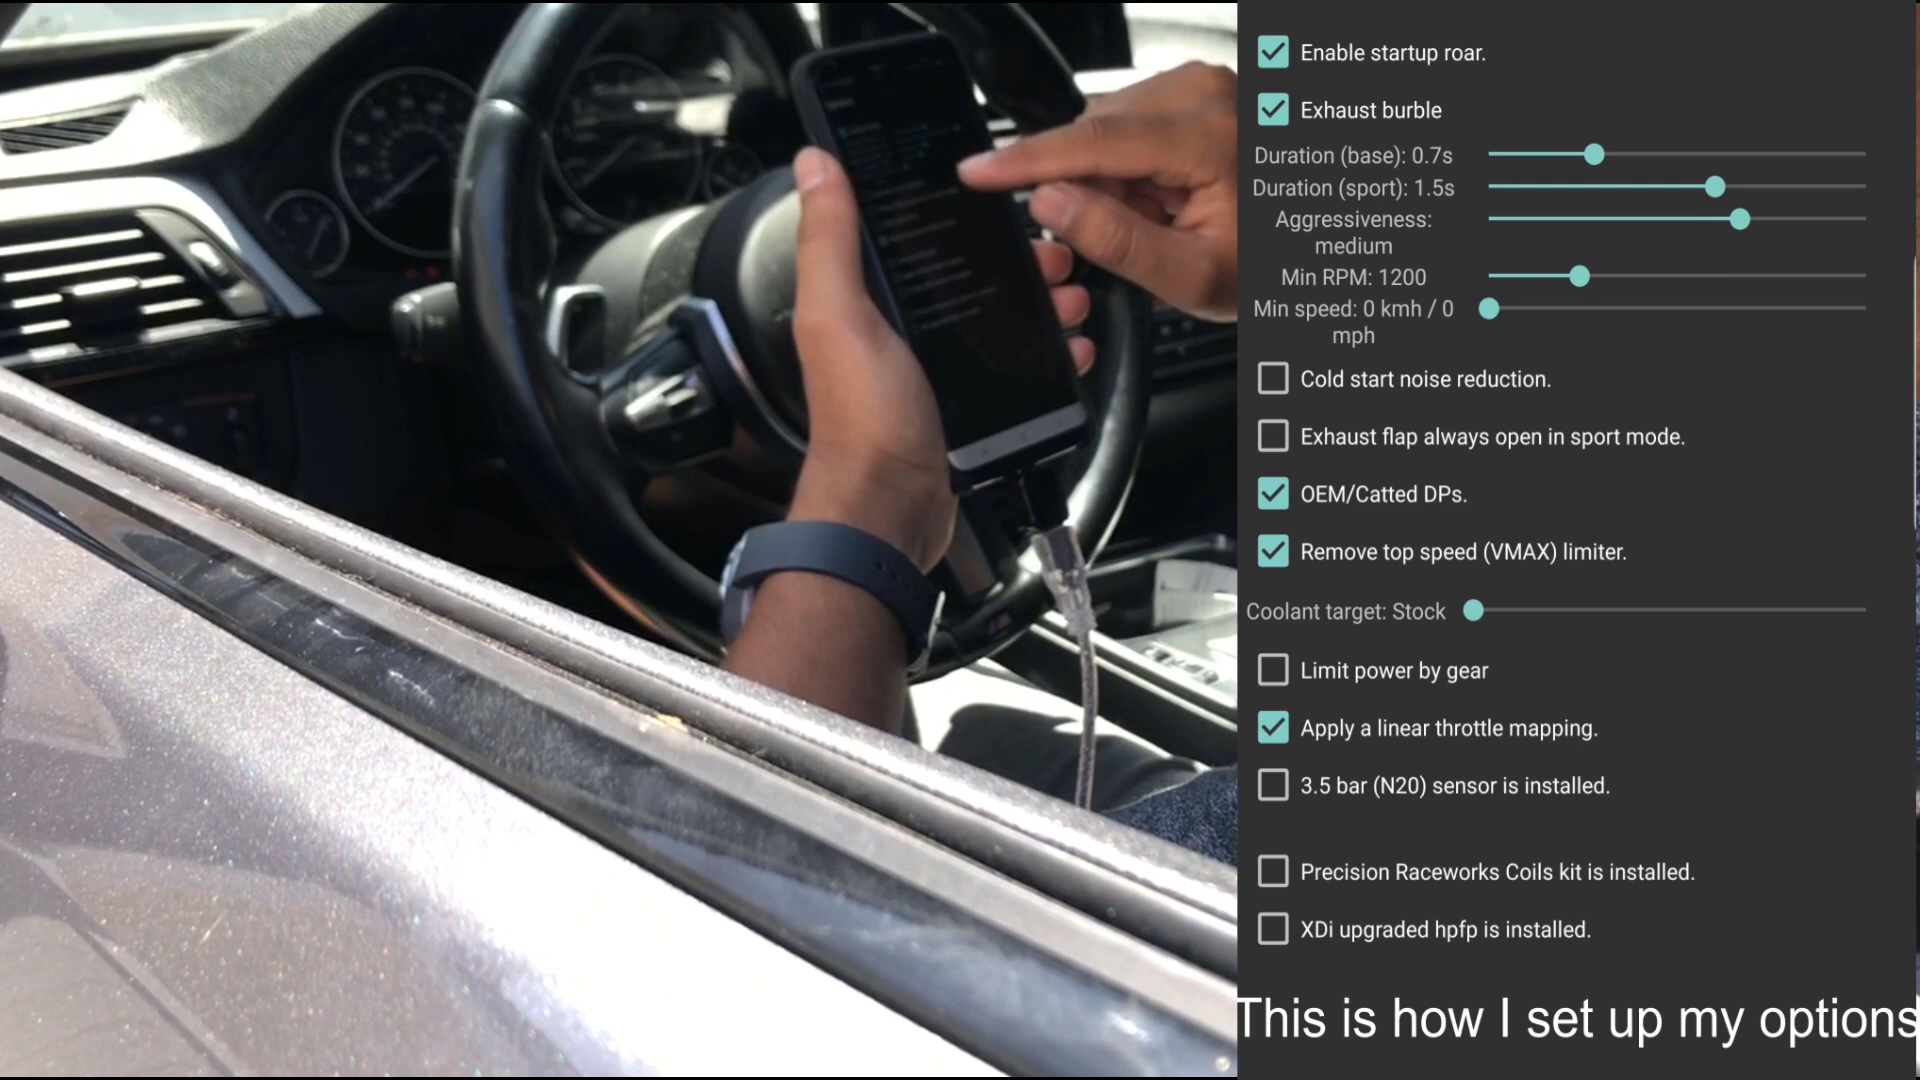 Enable startup roar.
Exhaust burble
Duration (base): 0.7s
Duration (sport): 1.5s
Aggressiveness:
medium
Min RPM: 1200
Min speed: 0 kmh / 0
mph
Cold start noise reduction.
Exhaust flap always open in sport mode.
OEM/Catted DPs.
Remove top speed (VMAX) limiter.
Coolant target: Stock
Limit power by gear
Apply a linear throttle mapping.
3.5 bar (N20) sensor is installed.
Precision Raceworks Coils kit is installed.
XDi upgraded hpfp is installed.
This is how I set up my options